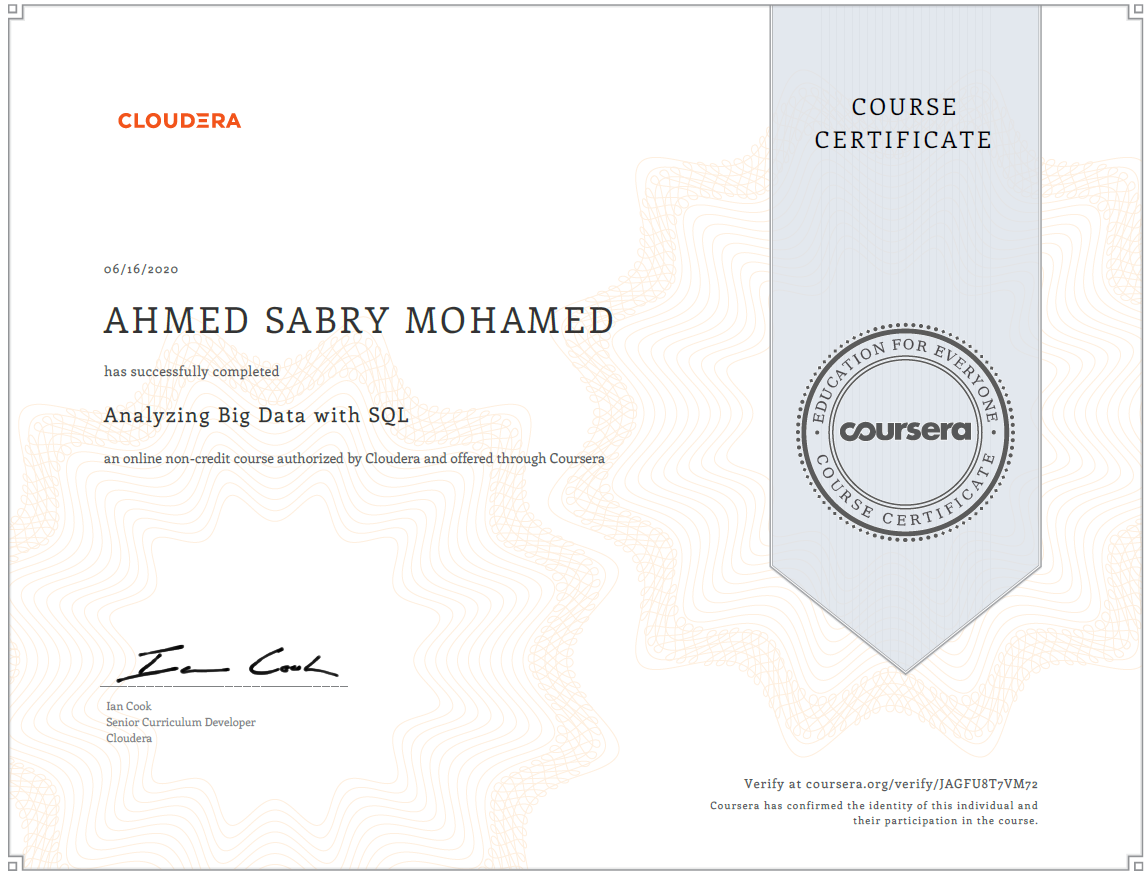 CLOUDERA
COURSE
CERTIFICATE
06/16/2020
AHMED SABRY MOHAMED
has successfully completed
Analyzing Big Data with SQL
an online non-credit course authorized by Cloudera and offered through Coursera
EDUCATION FOR EVERYONE
coursera
COURSE CERTIFICATE
Ian Cook
Ian Cook
Senior Curriculum Developer
Cloudera
Verify at coursera.org/verify/JAGFU8T7VM72
Coursera has confirmed the identity of this individual and
their participation in the course.